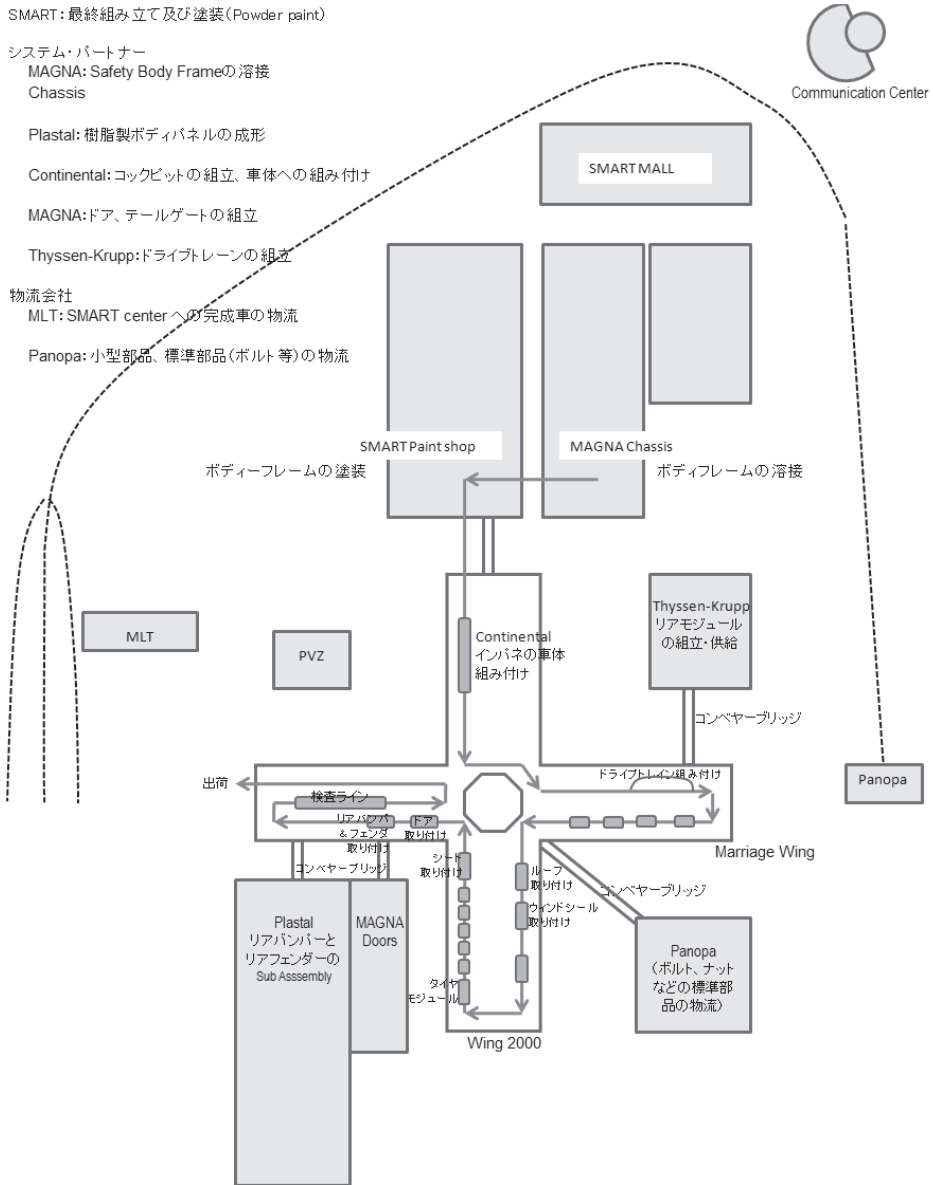 SMART：最終組み立て及び塗装（Powder paint）
システム・パートナー
MAGNA：Safety Body Frameの溶接
Chassis
Plastal：樹脂製ボディパネルの成形
Continental：コックピットの組立、車体への組み付け
MAGNA：ドア、テールゲートの組立
Thyssen-Krupp：ドライブトレーンの組立
物流会社
MLT：SMART center への完成車の物流
Panopa：小型部品、標準部品（ボルト等）の物流
Communication Center
SMART MALL
SMART Paint shop
MAGNA Chassis
ボディーフレームの塗装
ボディフレームの溶接
MLT
PVZ
Continental
インパネの車体
組み付け
Thyssen-Krupp
リアモジュール
の組立・供給
コンベヤーブリッジ
Panopa
出荷
検査ライン
ドライブトレイン組み付け
リアバンパ
＆フェンダ
取り付け
ドア
取り付け
Marriage Wing
コンベヤーブリッジ
シート
取り付け
ルーフ
取り付け
コンベヤーブリッジ
ウィンドシール
取り付け
Plastal
リアバンパーと
リアフェンダーの
Sub Asssembly
MAGNA
Doors
タイヤ
モジュール
Panopa
（ボルト、ナット
などの標準部
品の物流）
Wing 2000